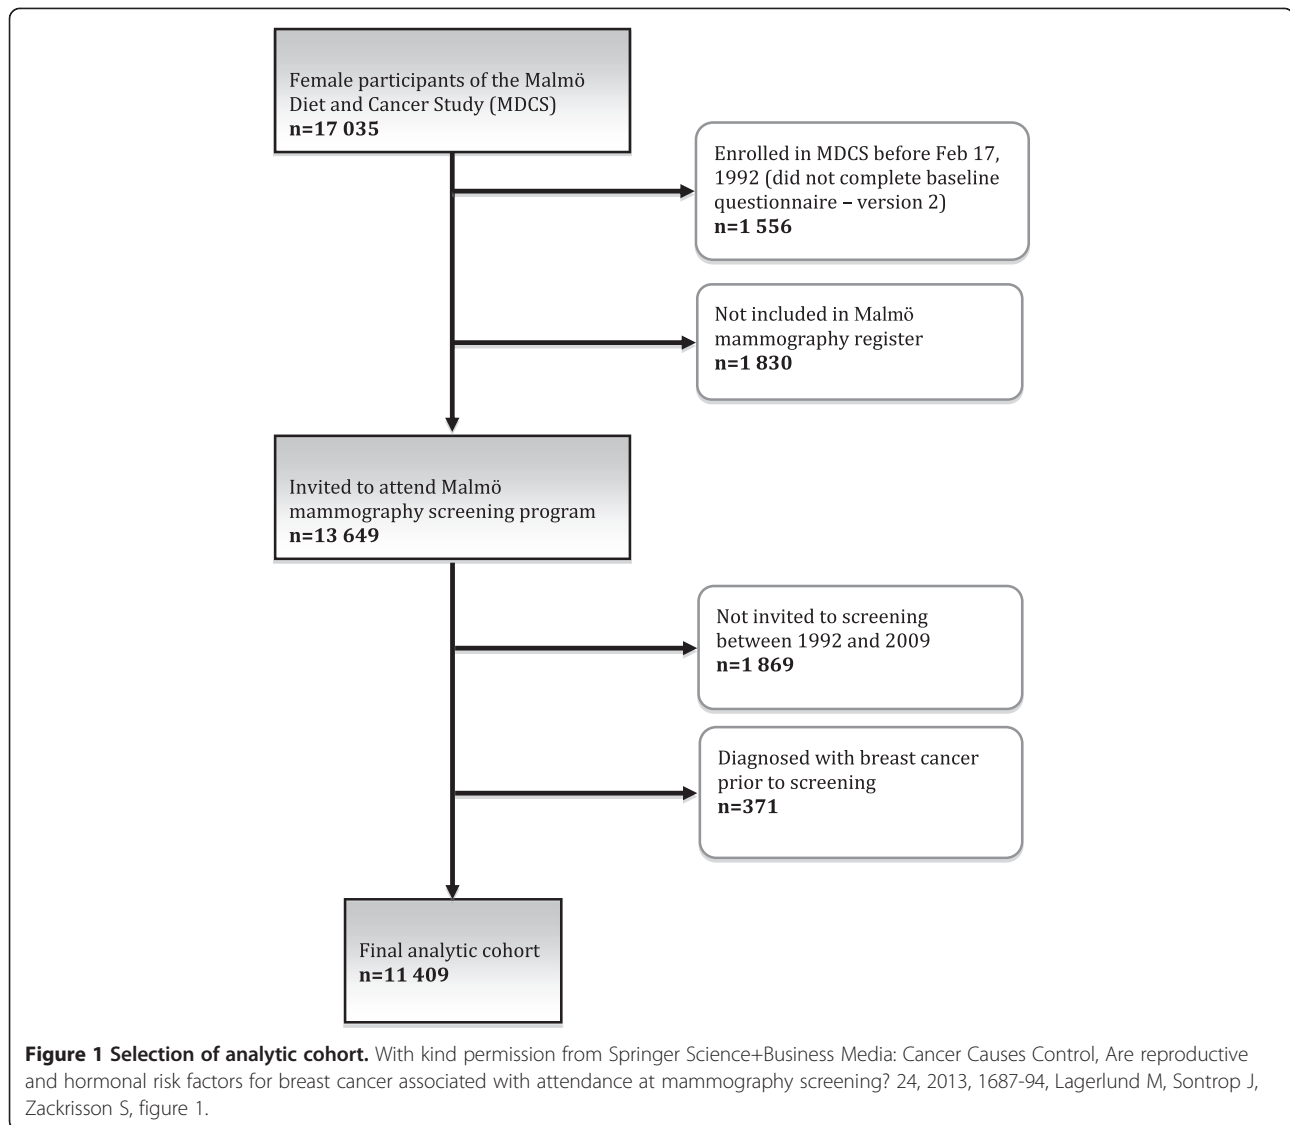 Female participants of the Malmö
Diet and Cancer Study (MDCS)
n=17 035
Enrolled in MDCS before Feb 17,
1992 (did not complete baseline
questionnaire – version 2)
n=1 556
Not included in Malmö
mammography register
n=1 830
Invited to attend Malmö
mammography screening program
n=13 649
Not invited to screening
between 1992 and 2009
n=1 869
Diagnosed with breast cancer
prior to screening
n=371
Final analytic cohort
n=11 409
Figure 1 Selection of analytic cohort. With kind permission from Springer Science+Business Media: Cancer Causes Control, Are reproductive
and hormonal risk factors for breast cancer associated with attendance at mammography screening? 24, 2013, 1687-94, Lagerlund M, Sontrop J,
Zackrisson S, figure 1.